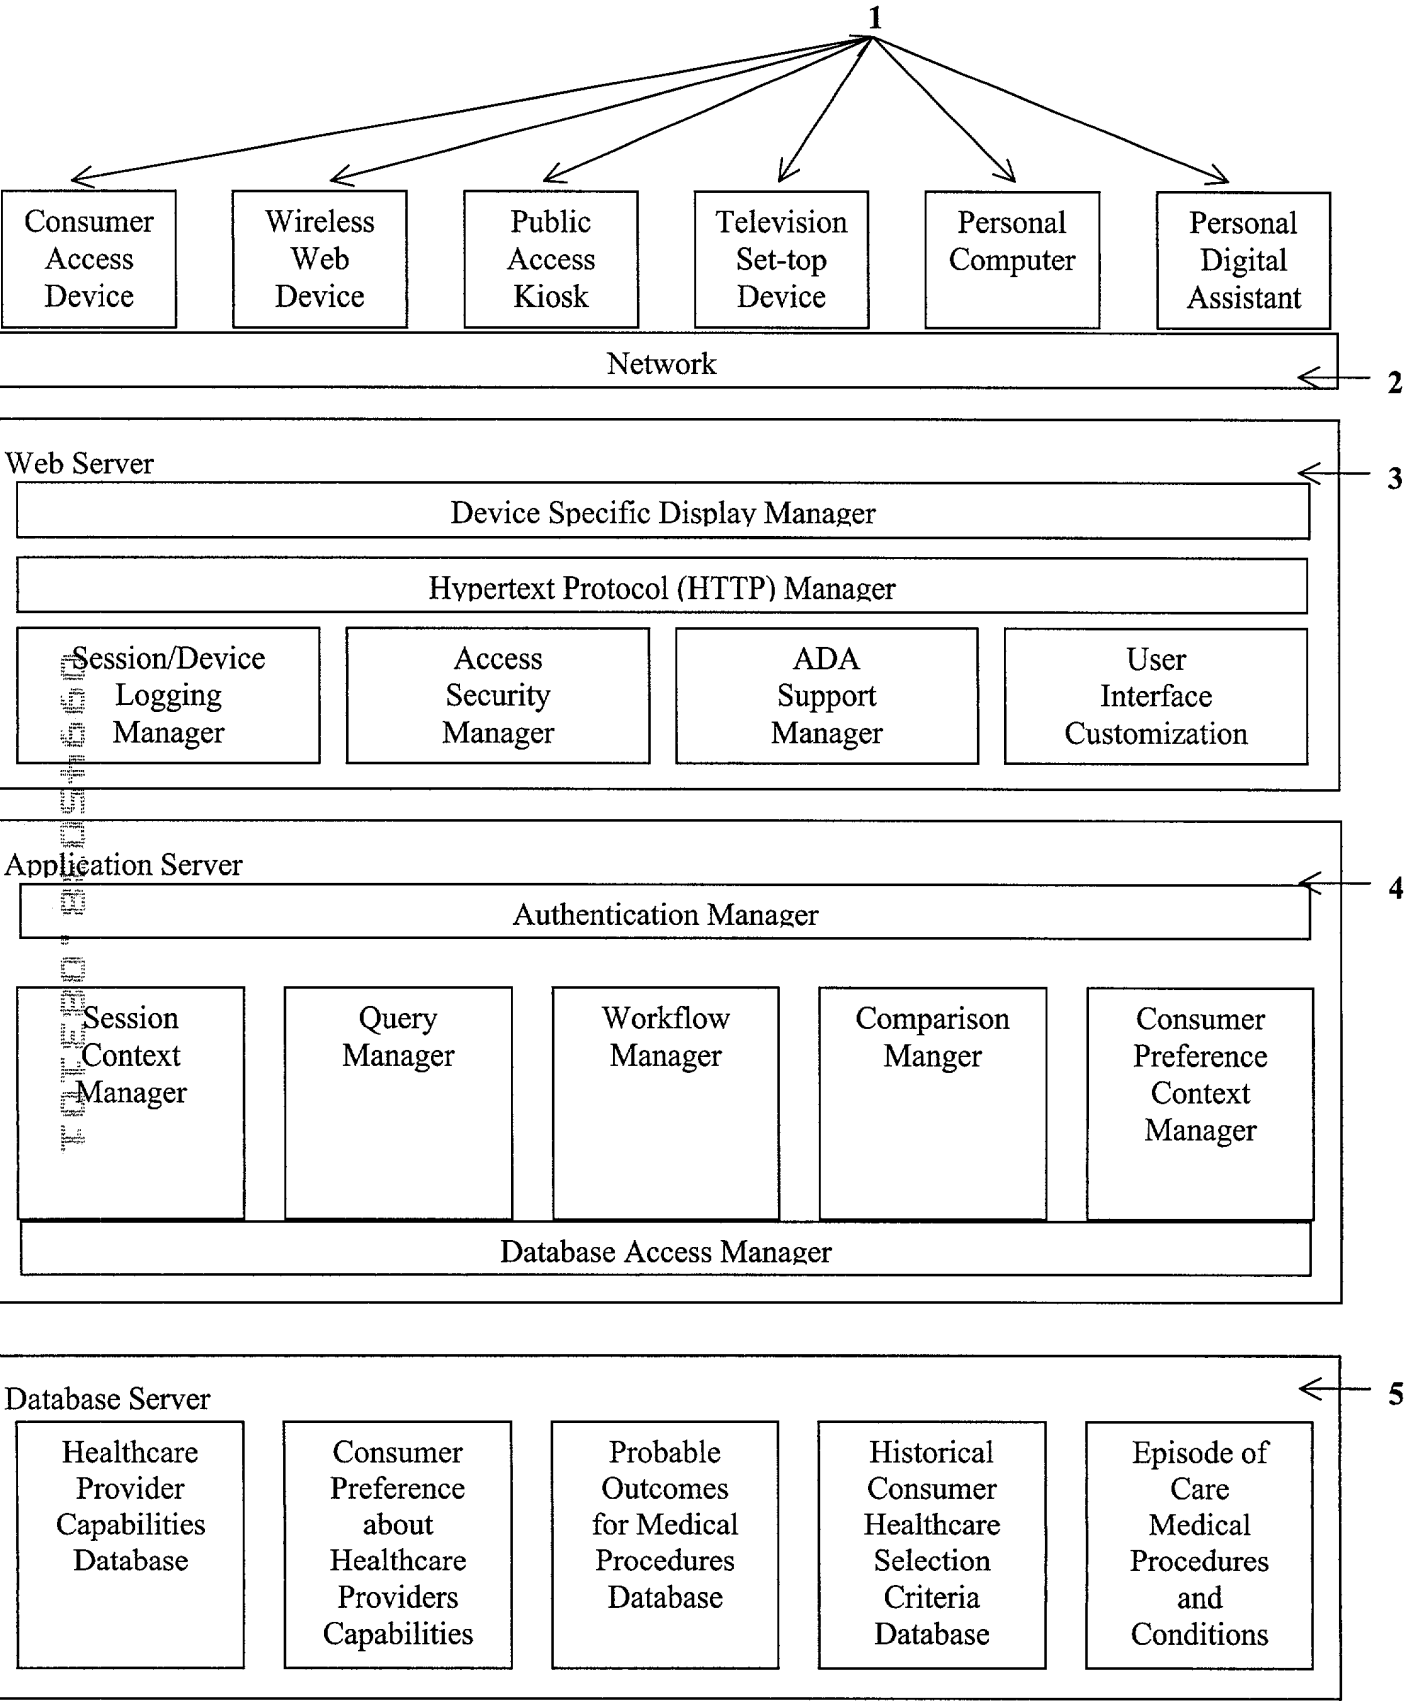 1
Consumer
Access
Device
Wireless
Web
Device
Public
Access
Kiosk
Television
Set-top
Device
Personal
Computer
Personal
Digital
Assistant
Network
2
Web Server
3
Device Specific Display Manager
Hypertext Protocol (HTTP) Manager
Session/Device
Logging
Manager
Access
Security
Manager
ADA
Support
Manager
User
Interface
Customization
Application Server
4
Authentication Manager
Session
Context
Manager
Query
Manager
Workflow
Manager
Comparison
Manger
Consumer
Preference
Context
Manager
Database Access Manager
Database Server
5
Healthcare
Provider
Capabilities
Database
Consumer
Preference
about
Healthcare
Providers
Capabilities
Probable
Outcomes
for Medical
Procedures
Database
Historical
Consumer
Healthcare
Selection
Criteria
Database
Episode of
Care
Medical
Procedures
and
Conditions